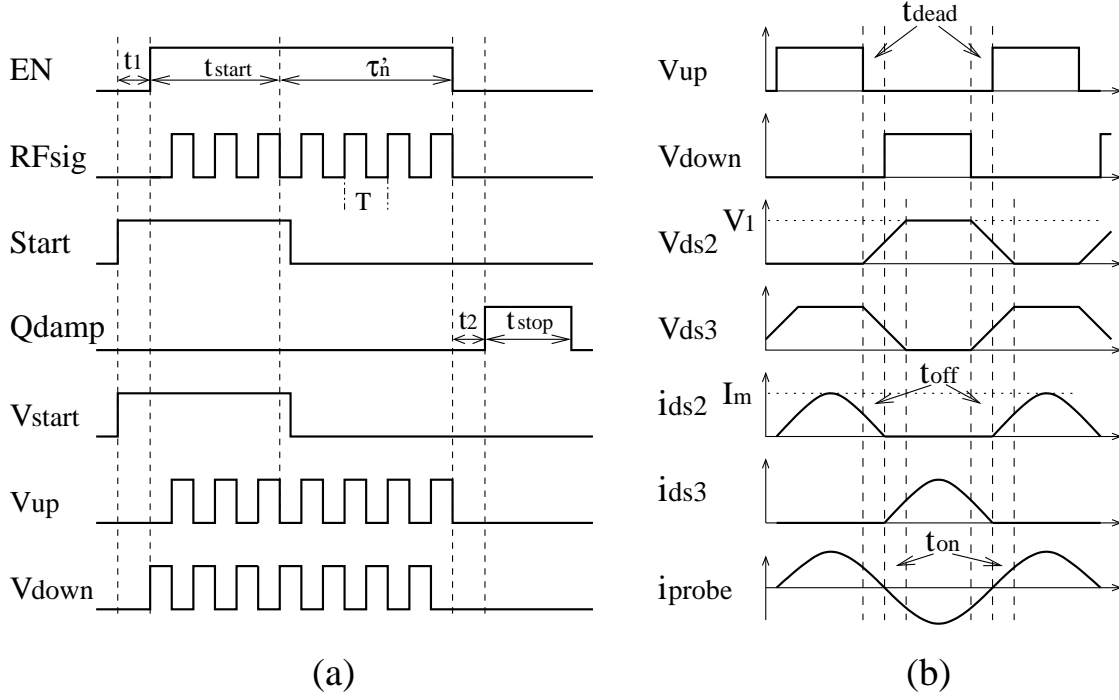 EN
t1
tstart
τn'
RFsig
T
Start
Qdamp
t2
tstop
Vstart
Vup
Vdown
(a)
tdead
Vup
Vdown
V1
Vds2
Vds3
toff
Im
ids2
ids3
ton
iprobe
(b)